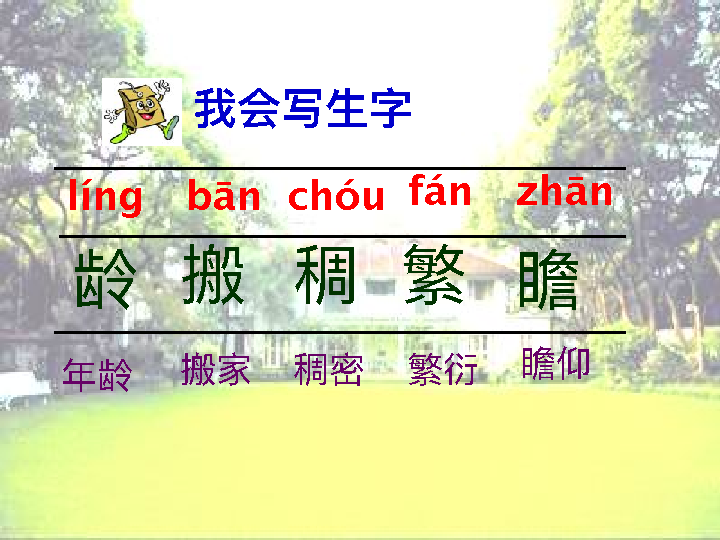 我会写生字
líng bān chóu fán zhān
龄 搬 稠 繁 瞻
年龄 搬家 稠密 繁衍 瞻仰